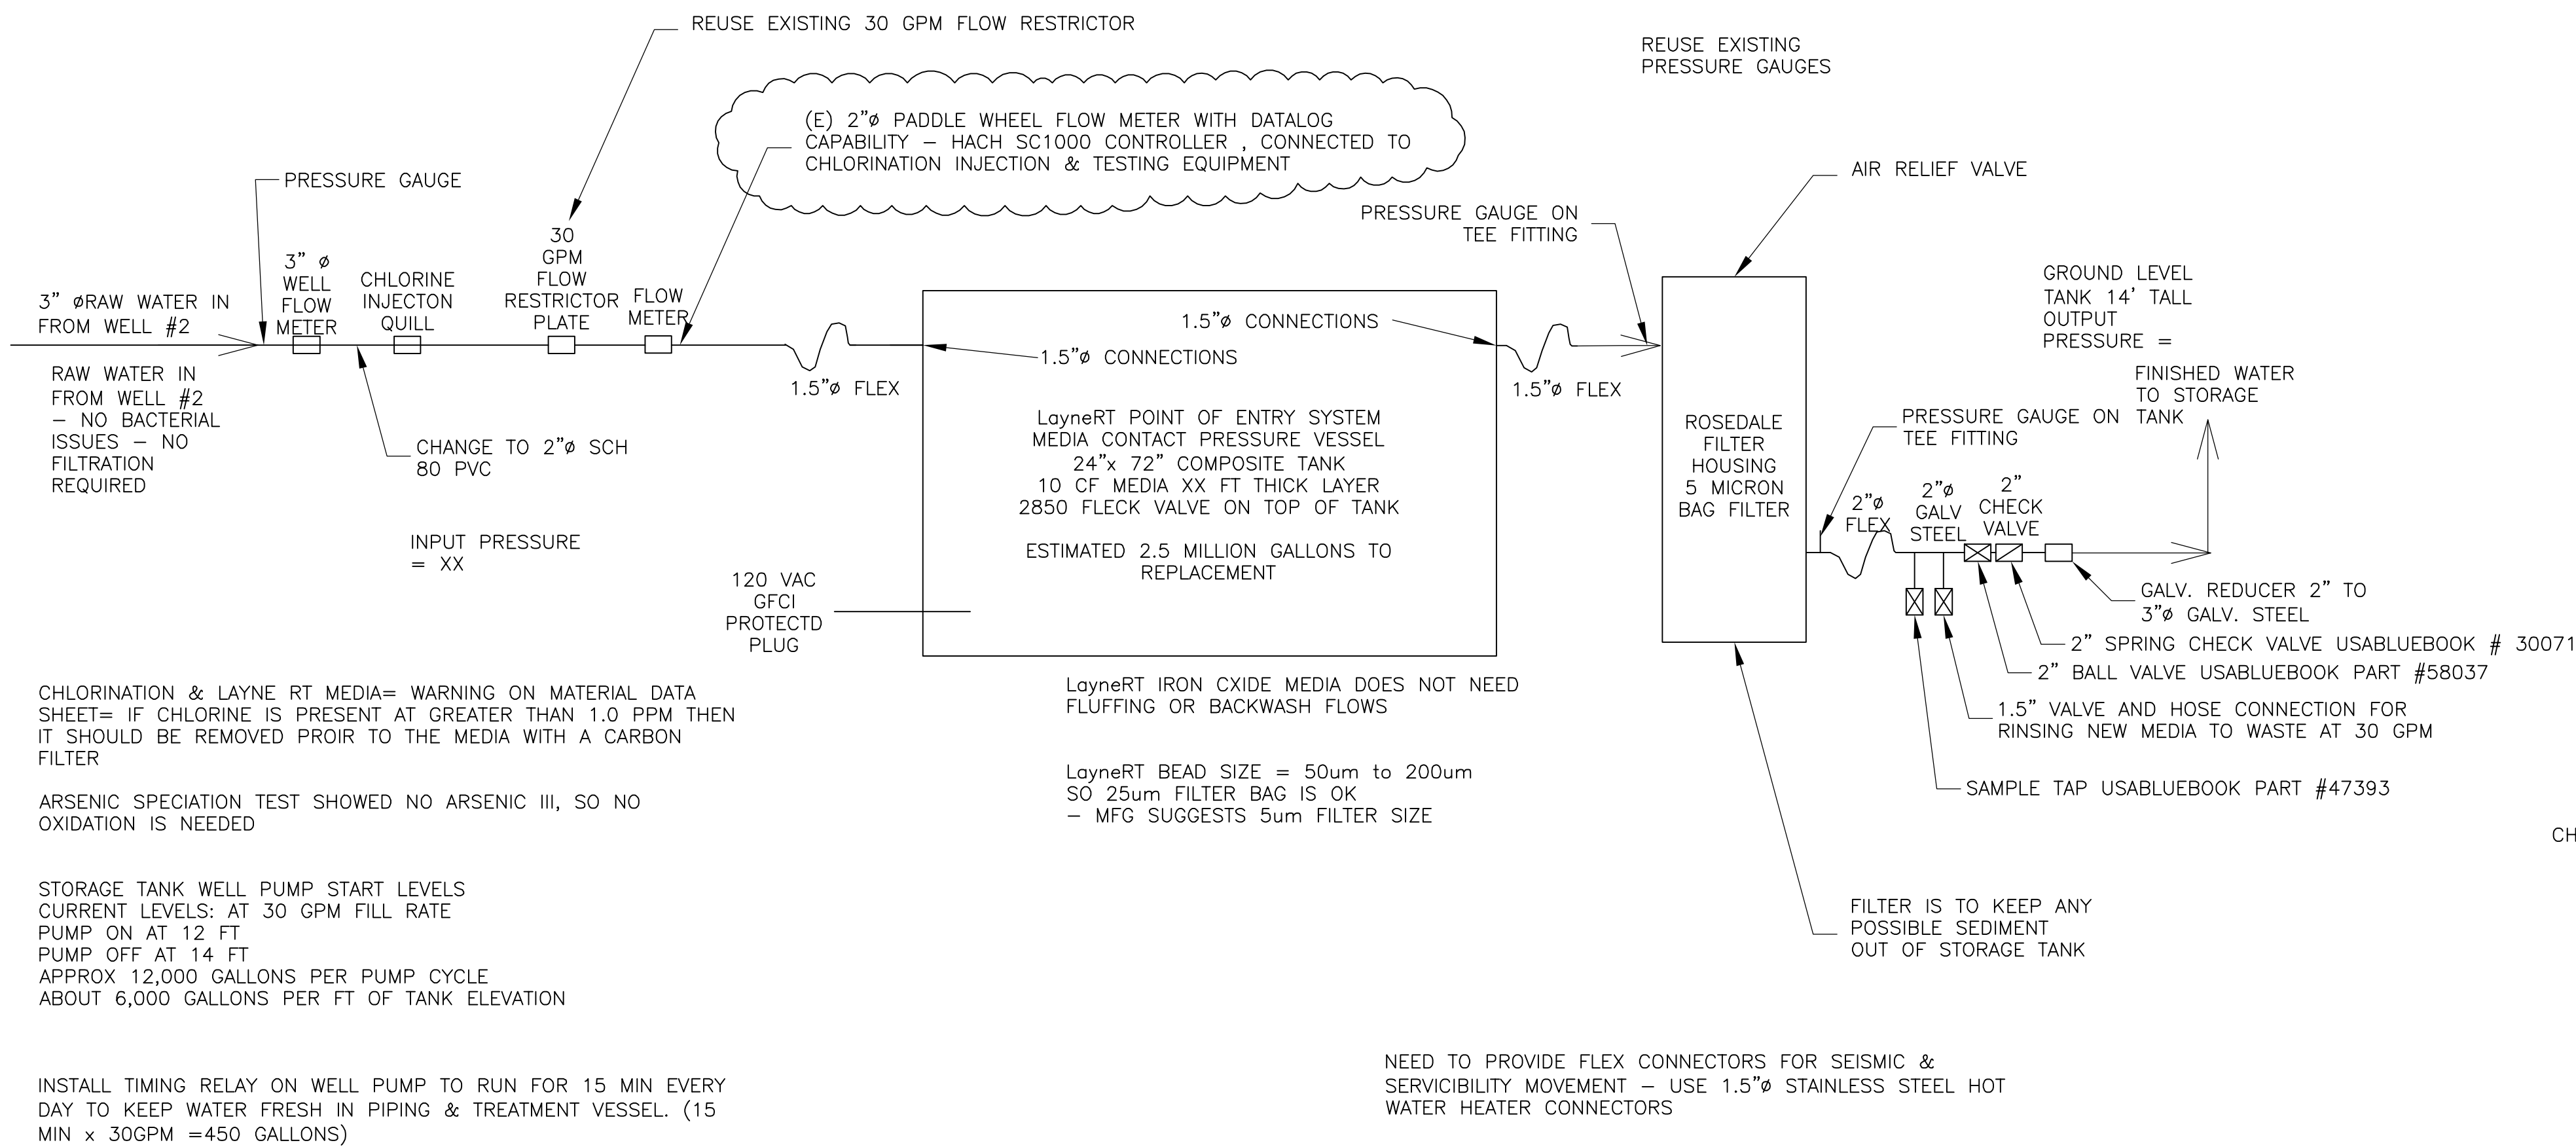 REUSE EXISTING 30 GPM FLOW RESTRICTOR
REUSE EXISTING
PRESSURE GAUGES
(E) 2”ø PADDLE WHEEL FLOW METER WITH DATALOG
CAPABILITY – HACH SC1000 CONTROLLER , CONNECTED TO
CHLORINATION INJECTION & TESTING EQUIPMENT
PRESSURE GAUGE
AIR RELIEF VALVE
PRESSURE GAUGE ON
TEE FITTING
3” øRAW WATER IN
FROM WELL #2
3” ø
WELL
FLOW
METER
CHLORINE
INJECTON
QUILL
30
GPM
FLOW
RESTRICTOR
PLATE
FLOW
METER
1.5”ø FLEX
1.5”ø CONNECTIONS
1.5”ø CONNECTIONS
1.5”ø FLEX
GROUND LEVEL
TANK 14’ TALL
OUTPUT
PRESSURE =
FINISHED WATER
TO STORAGE
TANK
RAW WATER IN
FROM WELL #2
– NO BACTERIAL
ISSUES – NO
FILTRATION
REQUIRED
CHANGE TO 2”ø SCH
80 PVC
INPUT PRESSURE
= XX
LayneRT POINT OF ENTRY SYSTEM
MEDIA CONTACT PRESSURE VESSEL
24”x 72” COMPOSITE TANK
10 CF MEDIA XX FT THICK LAYER
2850 FLECK VALVE ON TOP OF TANK
ESTIMATED 2.5 MILLION GALLONS TO
REPLACEMENT
120 VAC
GFCI
PROTECTD
PLUG
ROSEDALE
FILTER
HOUSING
5 MICRON
BAG FILTER
PRESSURE GAUGE ON
TEE FITTING
2”ø
FLEX
2”ø
GALV
STEEL
2”
CHECK
VALVE
GALV. REDUCER 2” TO
3”ø GALV. STEEL
2” SPRING CHECK VALVE USABLUEBOOK # 30071
2” BALL VALVE USABLUEBOOK PART #58037
1.5” VALVE AND HOSE CONNECTION FOR
RINSING NEW MEDIA TO WASTE AT 30 GPM
SAMPLE TAP USABLUEBOOK PART #47393
CHLORINATION & LAYNE RT MEDIA= WARNING ON MATERIAL DATA
SHEET= IF CHLORINE IS PRESENT AT GREATER THAN 1.0 PPM THEN
IT SHOULD BE REMOVED PROIR TO THE MEDIA WITH A CARBON
FILTER
ARSENIC SPECIATION TEST SHOWED NO ARSENIC III, SO NO
OXIDATION IS NEEDED
LayneRT IRON CXIDE MEDIA DOES NOT NEED
FLUFFING OR BACKWASH FLOWS
LayneRT BEAD SIZE = 50um to 200um
SO 25um FILTER BAG IS OK
– MFG SUGGESTS 5um FILTER SIZE
CH
STORAGE TANK WELL PUMP START LEVELS
CURRENT LEVELS: AT 30 GPM FILL RATE
PUMP ON AT 12 FT
PUMP OFF AT 14 FT
APPROX 12,000 GALLONS PER PUMP CYCLE
ABOUT 6,000 GALLONS PER FT OF TANK ELEVATION
FILTER IS TO KEEP ANY
POSSIBLE SEDIMENT
OUT OF STORAGE TANK
INSTALL TIMING RELAY ON WELL PUMP TO RUN FOR 15 MIN EVERY
DAY TO KEEP WATER FRESH IN PIPING & TREATMENT VESSEL. (15
MIN x 30GPM =450 GALLONS)
NEED TO PROVIDE FLEX CONNECTORS FOR SEISMIC &
SERVICIBILITY MOVEMENT – USE 1.5”ø STAINLESS STEEL HOT
WATER HEATER CONNECTORS